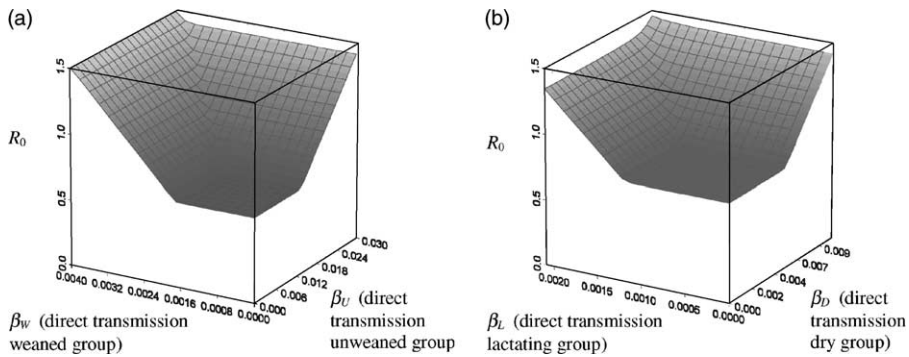 (a)
1.5
R0
1.0
0.5
0.0
0.0040
0.0032
0.0024
0.0016
0.0008
0.0000
0.000
0.006
0.012
0.018
0.024
0.030
βW (direct transmission
weaned group)
βU (direct
transmission
unweaned group
(b)
1.5
R0
1.0
0.5
0.0
0.0020
0.0015
0.0010
0.0005
0.0000
0.000
0.002
0.004
0.007
0.009
βL (direct transmission
lactating group)
βD (direct
transmission
dry group)